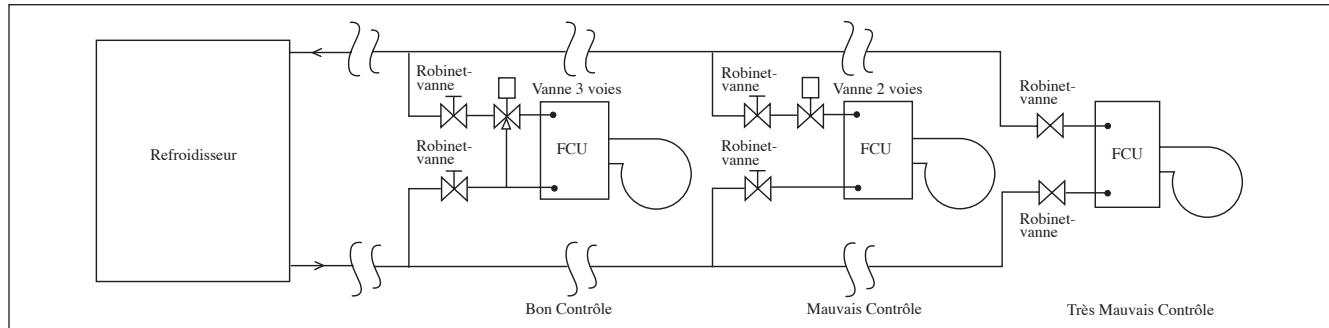 Refroidisseur
Robinet-
vanne
Vanne 3 voies
FCU
Robinet-
vanne
Bon Contrôle
Robinet-
vanne
Vanne 2 voies
FCU
Robinet-
vanne
Mauvais Contrôle
Robinet-
vanne
FCU
Robinet-
vanne
Très Mauvais Contrôle